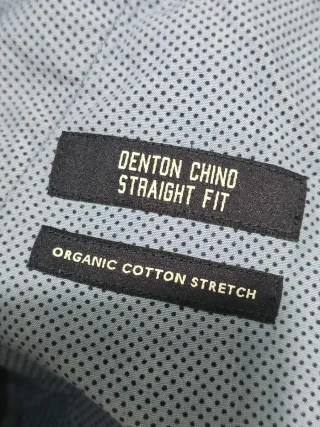 DENTON CHINO
STRAIGHT FIT
ORGANIC COTTON STRETCH